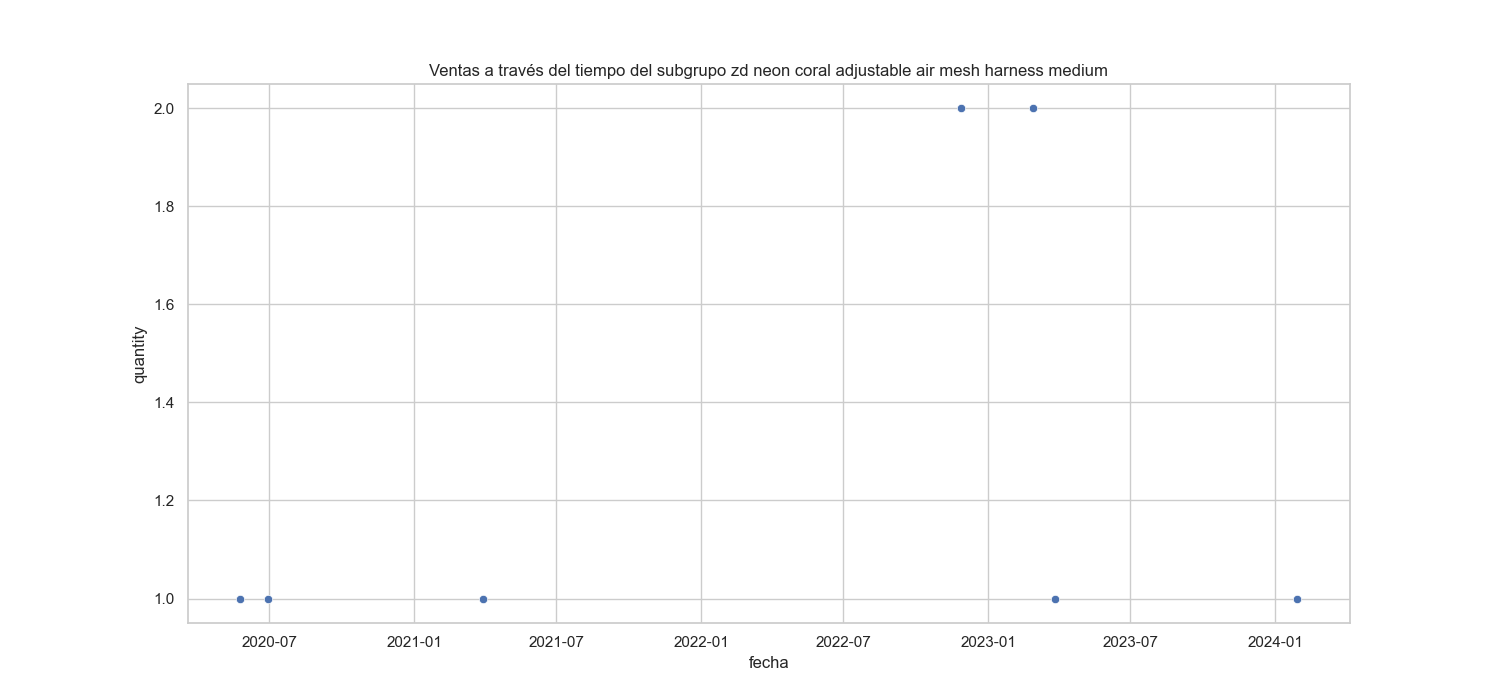 Ventas a través del tiempo del subgrupo zd neon coral adjustable air mesh harness medium
2.0
1.8
1.6
1.4
1.2
1.0
quantity
2020-07 2021-01 2021-07 2022-01 2022-07 2023-01 2023-07 2024-01
fecha